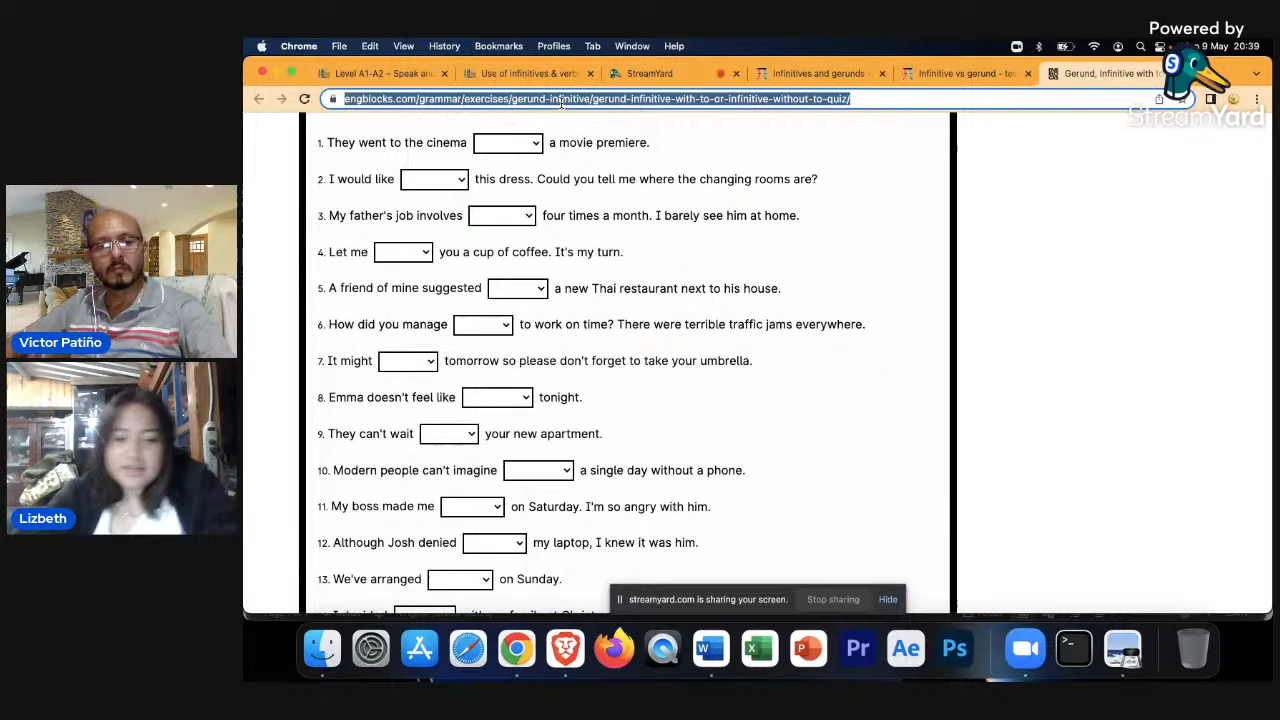 Powered by
StreamYard
Chrome File Edit View History Bookmarks Profiles Tab Window Help
9 May 20:39
Level A1-A2 – Speak an
Use of infinitives & verb
StreamYard
Infinitives and gerunds
Infinitive vs gerund - te
Gerund, Infinitive with to
engblocks.com/grammar/exercises/gerund-infinitive/gerund-infinitive-with-to-or-infinitive-without-to-quiz/
1. They went to the cinema a movie premiere.
2. I would like this dress. Could you tell me where the changing rooms are?
3. My father's job involves four times a month. I barely see him at home.
4. Let me you a cup of coffee. It's my turn.
5. A friend of mine suggested a new Thai restaurant next to his house.
6. How did you manage to work on time? There were terrible traffic jams everywhere.
7. It might tomorrow so please don't forget to take your umbrella.
8. Emma doesn't feel like tonight.
9. They can't wait your new apartment.
10. Modern people can't imagine a single day without a phone.
11. My boss made me on Saturday. I'm so angry with him.
12. Although Josh denied my laptop, I knew it was him.
13. We've arranged on Sunday.
streamyard.com is sharing your screen. Stop sharing Hide
Victor Patiño
Lizbeth
W X P Pr Ae Ps